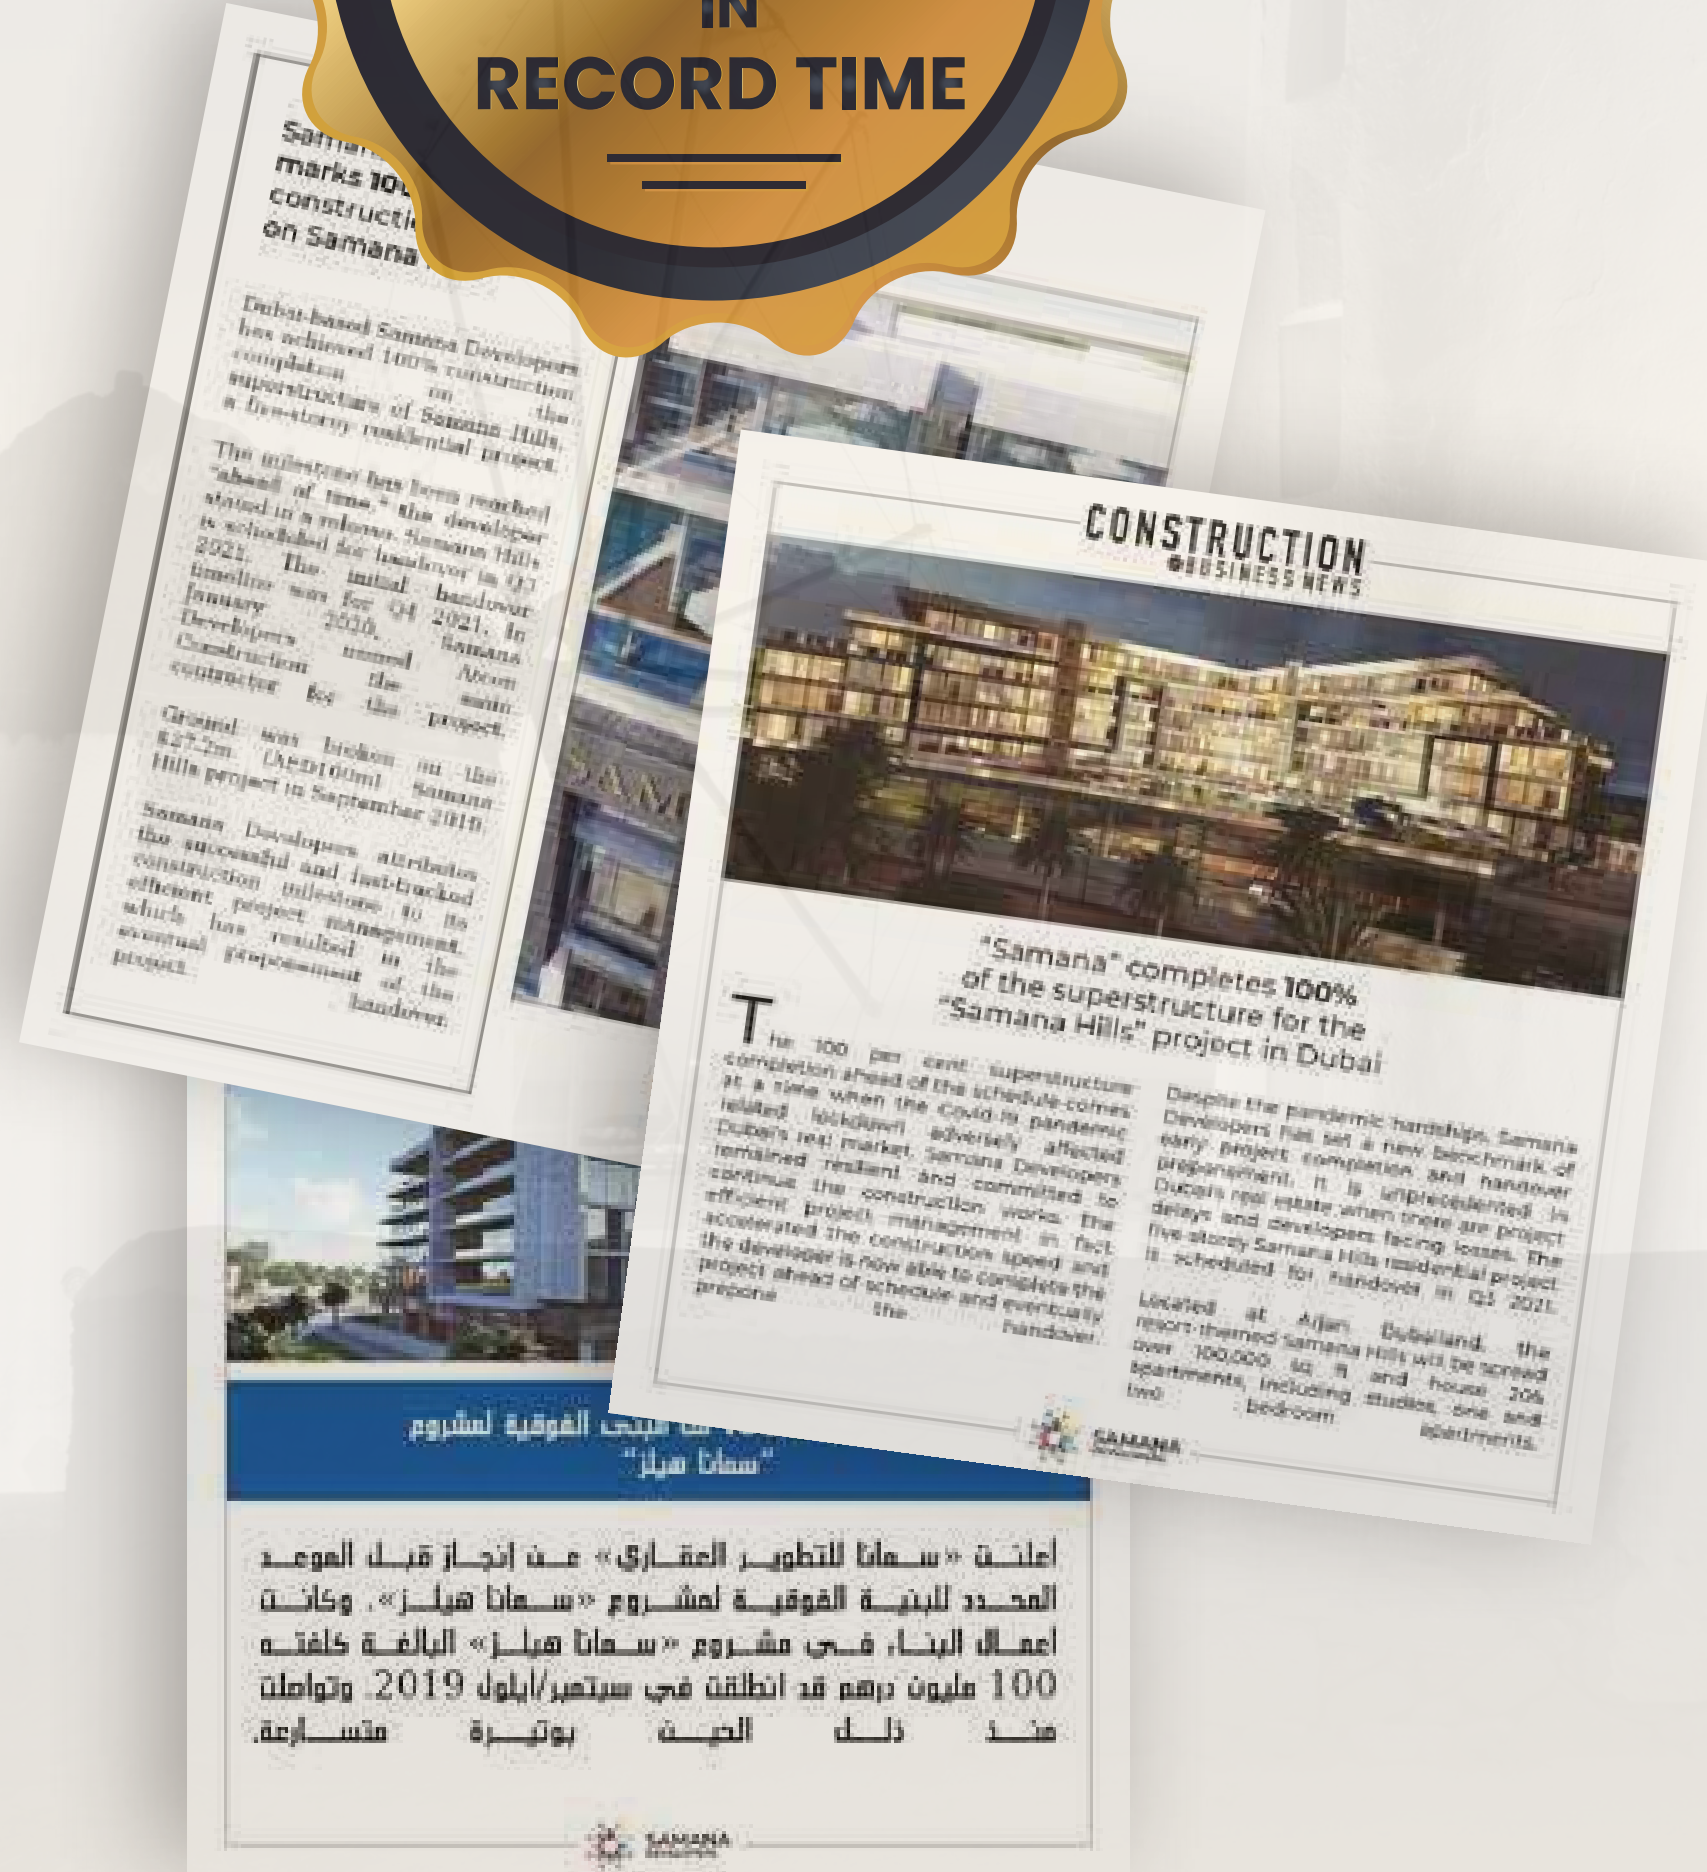 IN
RECORD TIME
Samana
marks 100
constructi
on Samana
Dubai-based Samana Developers
has achieved 100% construction
completion on the
superstructure of Samana Hills,
a five-storey residential project.
The milestone has been reached
"ahead of time," the developer
stated in a release. Samana Hills
is scheduled for handover in Q3
2021. The initial handover
timeline was for Q4 2021. In
January 2020, Samana
Developers named Atom
Construction the main
contractor for the project.
Ground was broken on the
$27.2m (AED100m) Samana
Hills project in September 2019.
Samana Developers attributes
the successful and fast-tracked
construction milestone to its
efficient project management,
which has resulted in the
eventual preponement of the
project handover.
SAM
CONSTRUCTION
BUSINESS NEWS
"Samana" completes 100%
of the superstructure for the
"Samana Hills" project in Dubai
The 100 per cent superstructure
completion ahead of the schedule comes
at a time when the Covid-19 pandemic
related lockdown adversely affected
Dubai's real market. Samana Developers
remained resilient and committed to
continue the construction works. The
efficient project management in fact
accelerated the construction speed and
the developer is now able to complete the
project ahead of schedule and eventually
prepone the handover.
Despite the pandemic hardships, Samana
Developers has set a new benchmark of
early project completion and handover
preponement. It is unprecedented in
Dubai's real estate when there are project
delays and developers facing losses. The
five-storey Samana Hills residential project
is scheduled for handover in Q3 2021.
Located at Arjan, Dubailand, the
resort-themed Samana Hills will be spread
over 100,000 sq ft and house 206
apartments, including studios, one and
two bedroom apartments.
SAMANA
البنى الفوقية لمشروع
"سمانا هيلز"
أعلنت «سمانا للتطوير العقاري» عن إنجاز قبل الموعد
المحدد للبنية الفوقية لمشروع «سمانا هيلز». وكانت
أعمال البناء في مشروع «سمانا هيلز» البالغة كلفته
100 مليون درهم قد انطلقت في سبتمبر/أيلول 2019. وتواصلت
منذ ذلك الحين بوتيرة متسارعة.
SAMANA